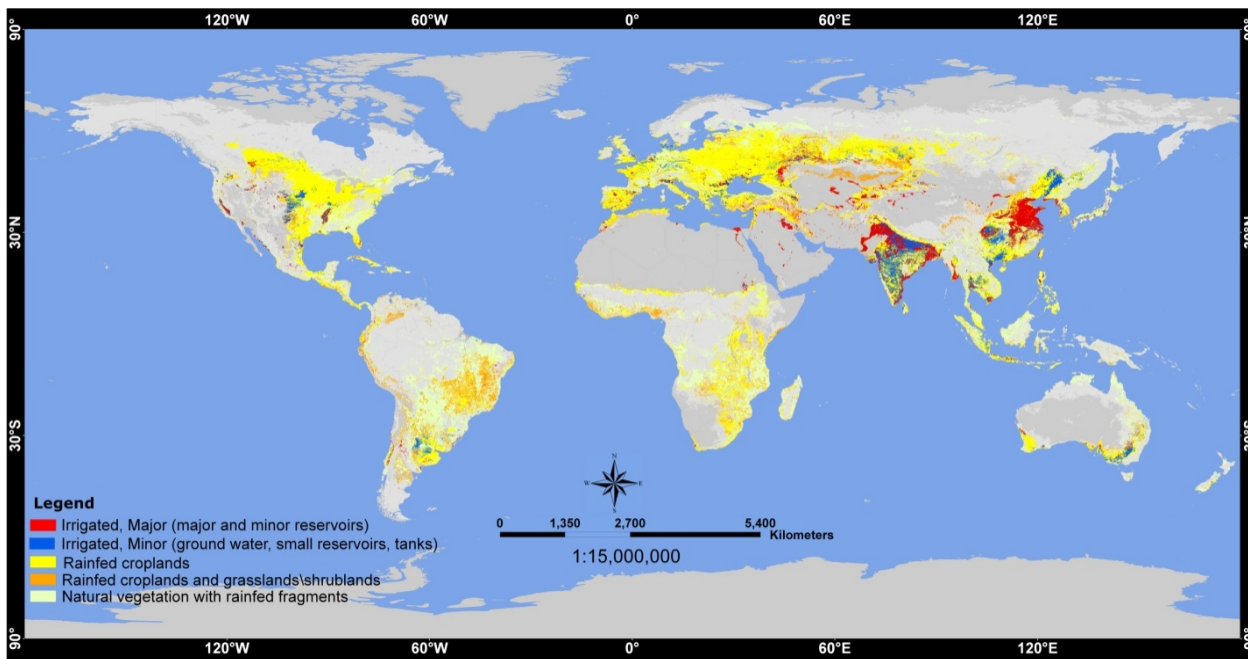 120°W 60°W 0° 60°E 120°E
90° 90°
30°N 30°N
30°S 30°S
N
W E
S
Legend
Irrigated, Major (major and minor reservoirs)
Irrigated, Minor (ground water, small reservoirs, tanks)
Rainfed croplands
Rainfed croplands and grasslands\shrublands
Natural vegetation with rainfed fragments
0 1,350 2,700 5,400
Kilometers
1:15,000,000
90° 90°
120°W 60°W 0° 60°E 120°E